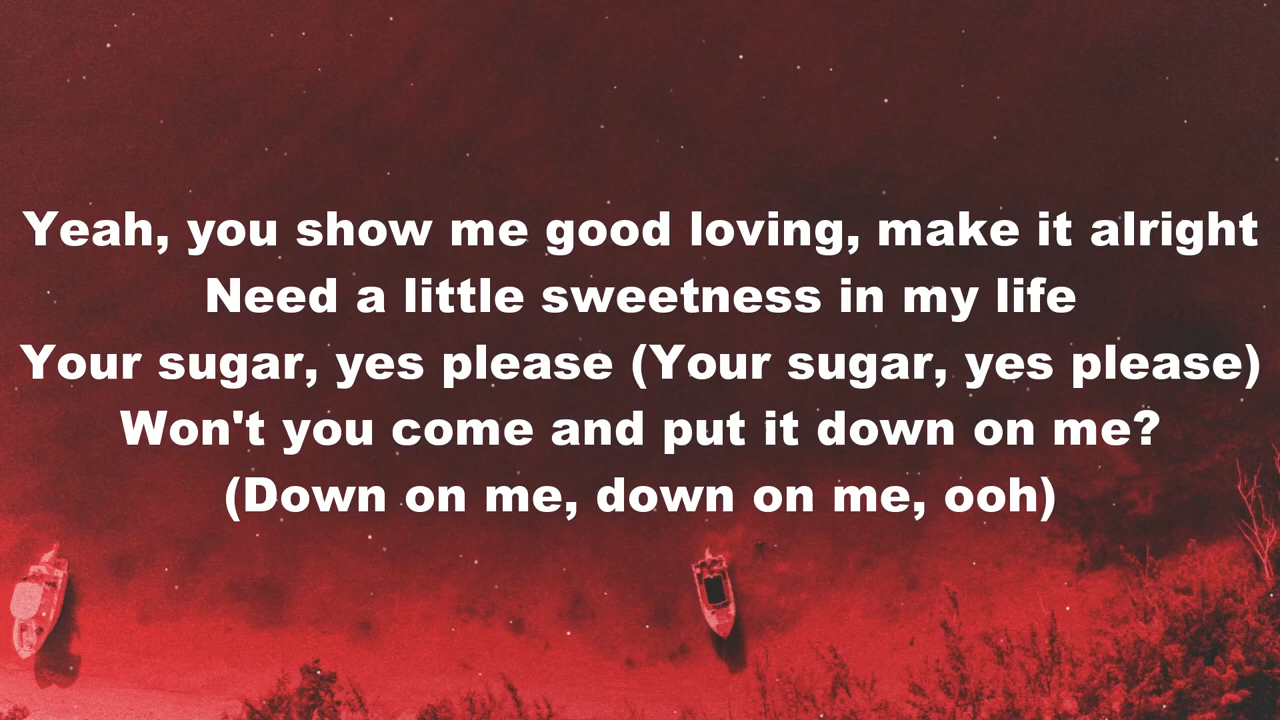 Yeah, you show me good loving, make it alright
Need a little sweetness in my life
Your sugar, yes please (Your sugar, yes please)
Won't you come and put it down on me?
(Down on me, down on me, ooh)